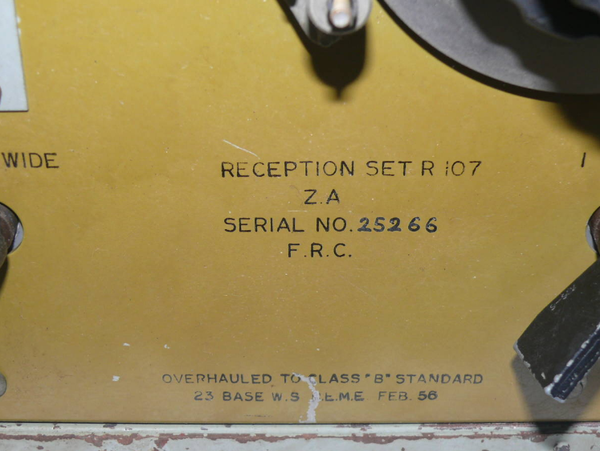 WIDE
RECEPTION SET R 107
Z.A
SERIAL NO. 25266
F.R.C.
OVERHAULED TO CLASS "B" STANDARD
23 BASE W.S .E.M.E FEB. 56